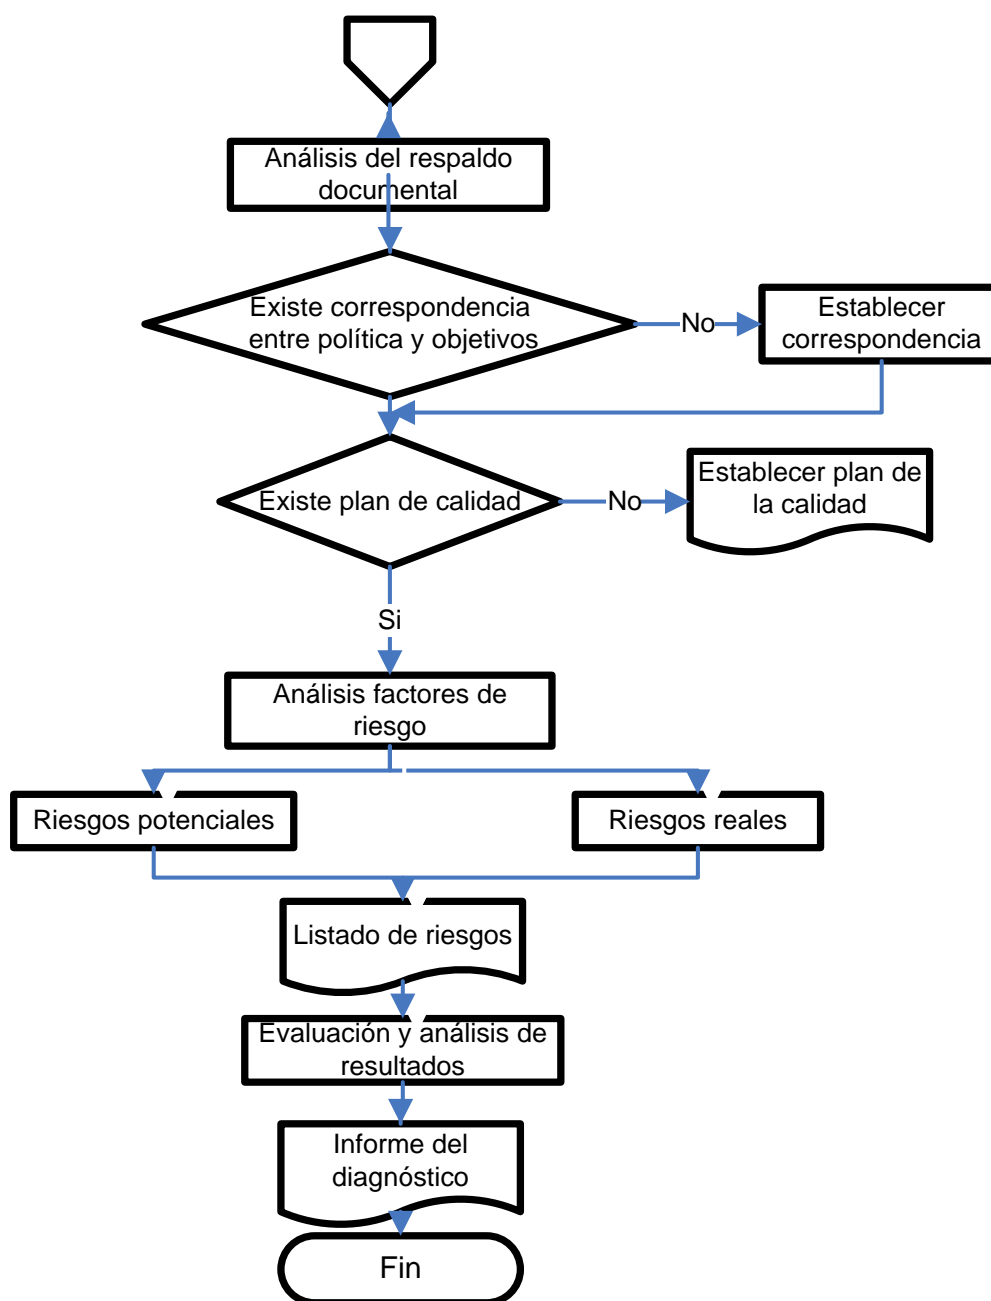 Análisis del respaldo
documental
Existe correspondencia
entre política y objetivos
No
Establecer
correspondencia
Existe plan de calidad
No
Establecer plan de
la calidad
Si
Análisis factores de
riesgo
Riesgos potenciales
Riesgos reales
Listado de riesgos
Evaluación y análisis de
resultados
Informe del
diagnóstico
Fin